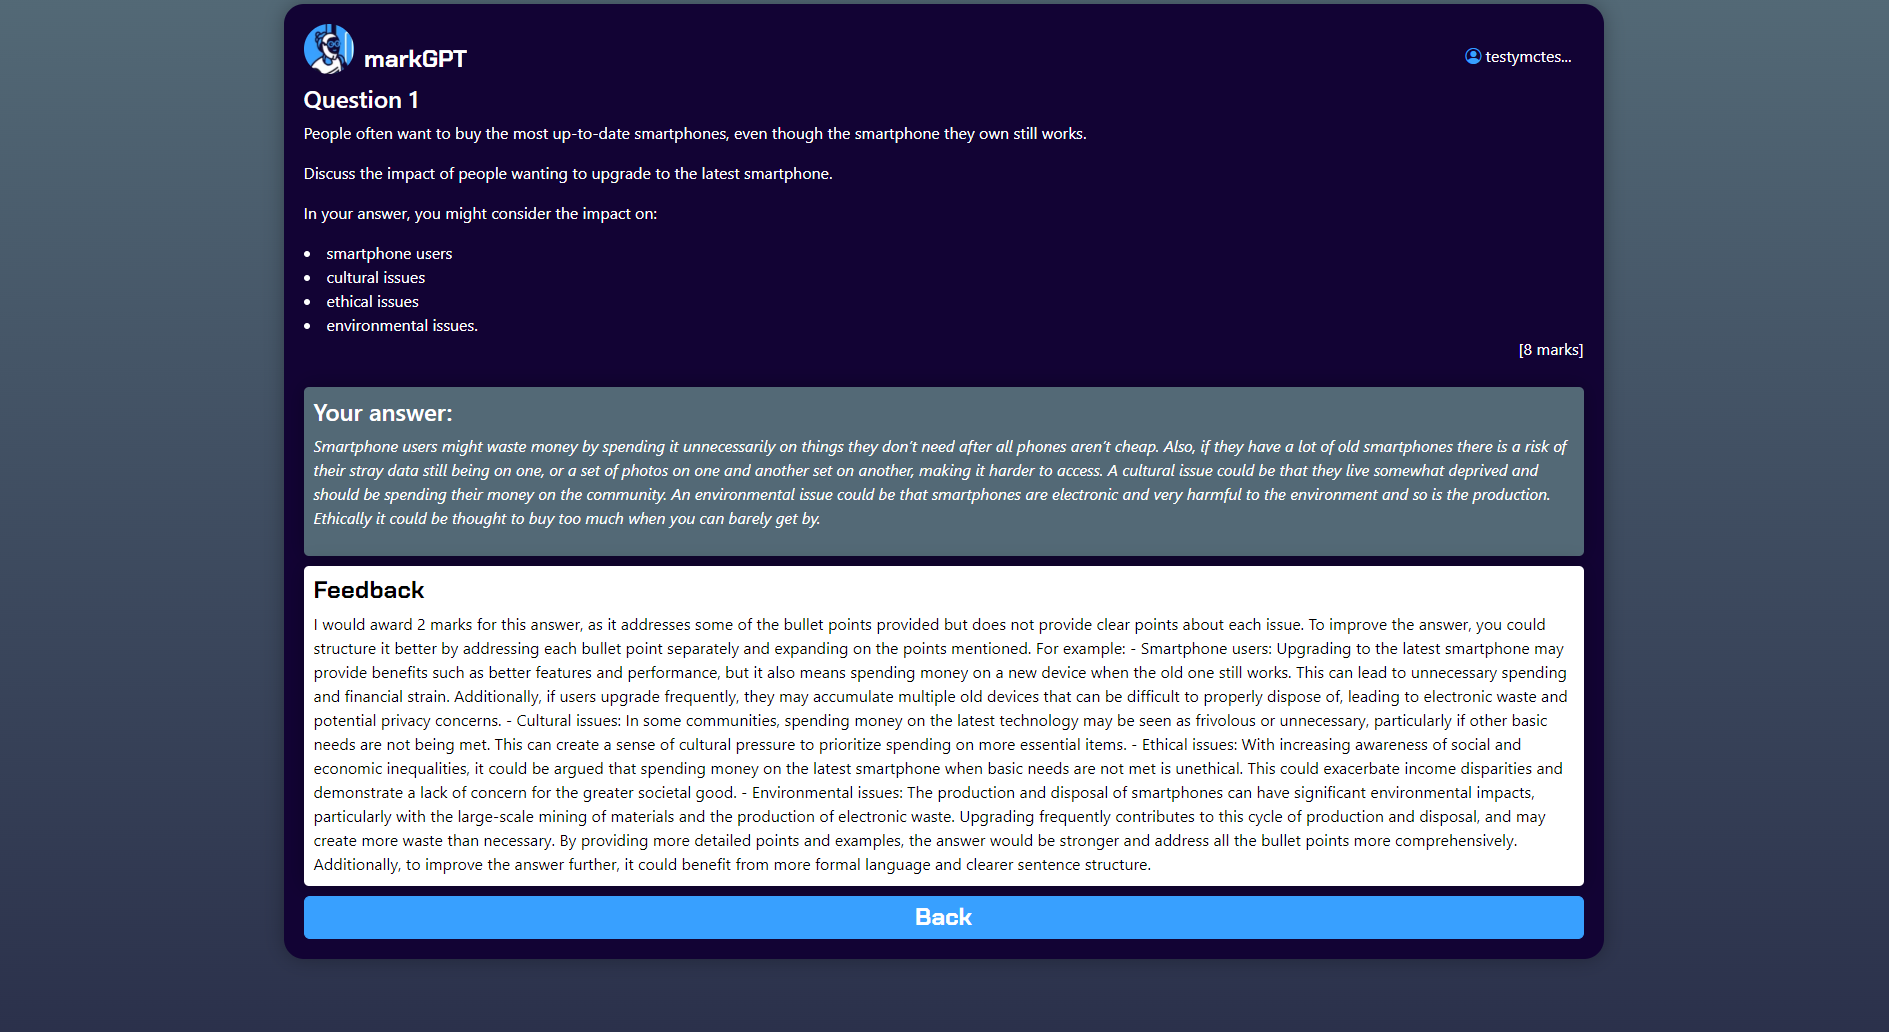 markGPT
testymctes...
Question 1
People often want to buy the most up-to-date smartphones, even though the smartphone they own still works.
Discuss the impact of people wanting to upgrade to the latest smartphone.
In your answer, you might consider the impact on:
• smartphone users
• cultural issues
• ethical issues
• environmental issues.
[8 marks]
Your answer:
Smartphone users might waste money by spending it unnecessarily on things they don't need after all phones aren't cheap. Also, if they have a lot of old smartphones there is a risk of
their stray data still being on one, or a set of photos on one and another set on another, making it harder to access. A cultural issue could be that they live somewhat deprived and
should be spending their money on the community. An environmental issue could be that smartphones are electronic and very harmful to the environment and so is the production.
Ethically it could be thought to buy too much when you can barely get by.
Feedback
I would award 2 marks for this answer, as it addresses some of the bullet points provided but does not provide clear points about each issue. To improve the answer, you could
structure it better by addressing each bullet point separately and expanding on the points mentioned. For example: - Smartphone users: Upgrading to the latest smartphone may
provide benefits such as better features and performance, but it also means spending money on a new device when the old one still works. This can lead to unnecessary spending
and financial strain. Additionally, if users upgrade frequently, they may accumulate multiple old devices that can be difficult to properly dispose of, leading to electronic waste and
potential privacy concerns. - Cultural issues: In some communities, spending money on the latest technology may be seen as frivolous or unnecessary, particularly if other basic
needs are not being met. This can create a sense of cultural pressure to prioritize spending on more essential items. - Ethical issues: With increasing awareness of social and
economic inequalities, it could be argued that spending money on the latest smartphone when basic needs are not met is unethical. This could exacerbate income disparities and
demonstrate a lack of concern for the greater societal good. - Environmental issues: The production and disposal of smartphones can have significant environmental impacts,
particularly with the large-scale mining of materials and the production of electronic waste. Upgrading frequently contributes to this cycle of production and disposal, and may
create more waste than necessary. By providing more detailed points and examples, the answer would be stronger and address all the bullet points more comprehensively.
Additionally, to improve the answer further, it could benefit from more formal language and clearer sentence structure.
Back